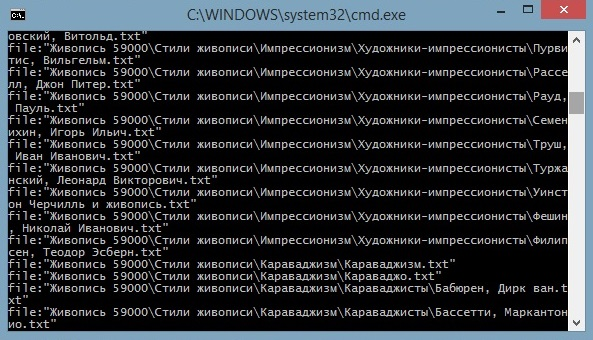 C:\WINDOWS\system32\cmd.exe
овский, Витольд.txt"
file:"Живопись 59000\Стили живописи\Импрессионизм\Художники-импрессионисты\Пурви
тис, Вильгельм.txt"
file:"Живопись 59000\Стили живописи\Импрессионизм\Художники-импрессионисты\Рассе
лл, Джон Питер.txt"
file:"Живопись 59000\Стили живописи\Импрессионизм\Художники-импрессионисты\Рауд,
 Пауль.txt"
file:"Живопись 59000\Стили живописи\Импрессионизм\Художники-импрессионисты\Семен
ихин, Игорь Ильич.txt"
file:"Живопись 59000\Стили живописи\Импрессионизм\Художники-импрессионисты\Труш,
 Иван Иванович.txt"
file:"Живопись 59000\Стили живописи\Импрессионизм\Художники-импрессионисты\Туржа
нский, Леонард Викторович.txt"
file:"Живопись 59000\Стили живописи\Импрессионизм\Художники-импрессионисты\Уинст
он Черчилль и живопись.txt"
file:"Живопись 59000\Стили живописи\Импрессионизм\Художники-импрессионисты\Фешин
, Николай Иванович.txt"
file:"Живопись 59000\Стили живописи\Импрессионизм\Художники-импрессионисты\Филип
сен, Теодор Эсберн.txt"
file:"Живопись 59000\Стили живописи\Караваджизм\Караваджизм.txt"
file:"Живопись 59000\Стили живописи\Караваджизм\Караваджо.txt"
file:"Живопись 59000\Стили живописи\Караваджизм\Караваджисты\Бабюрен, Дирк ван.t
xt"
file:"Живопись 59000\Стили живописи\Караваджизм\Караваджисты\Бассетти, Маркантон
ио.txt"